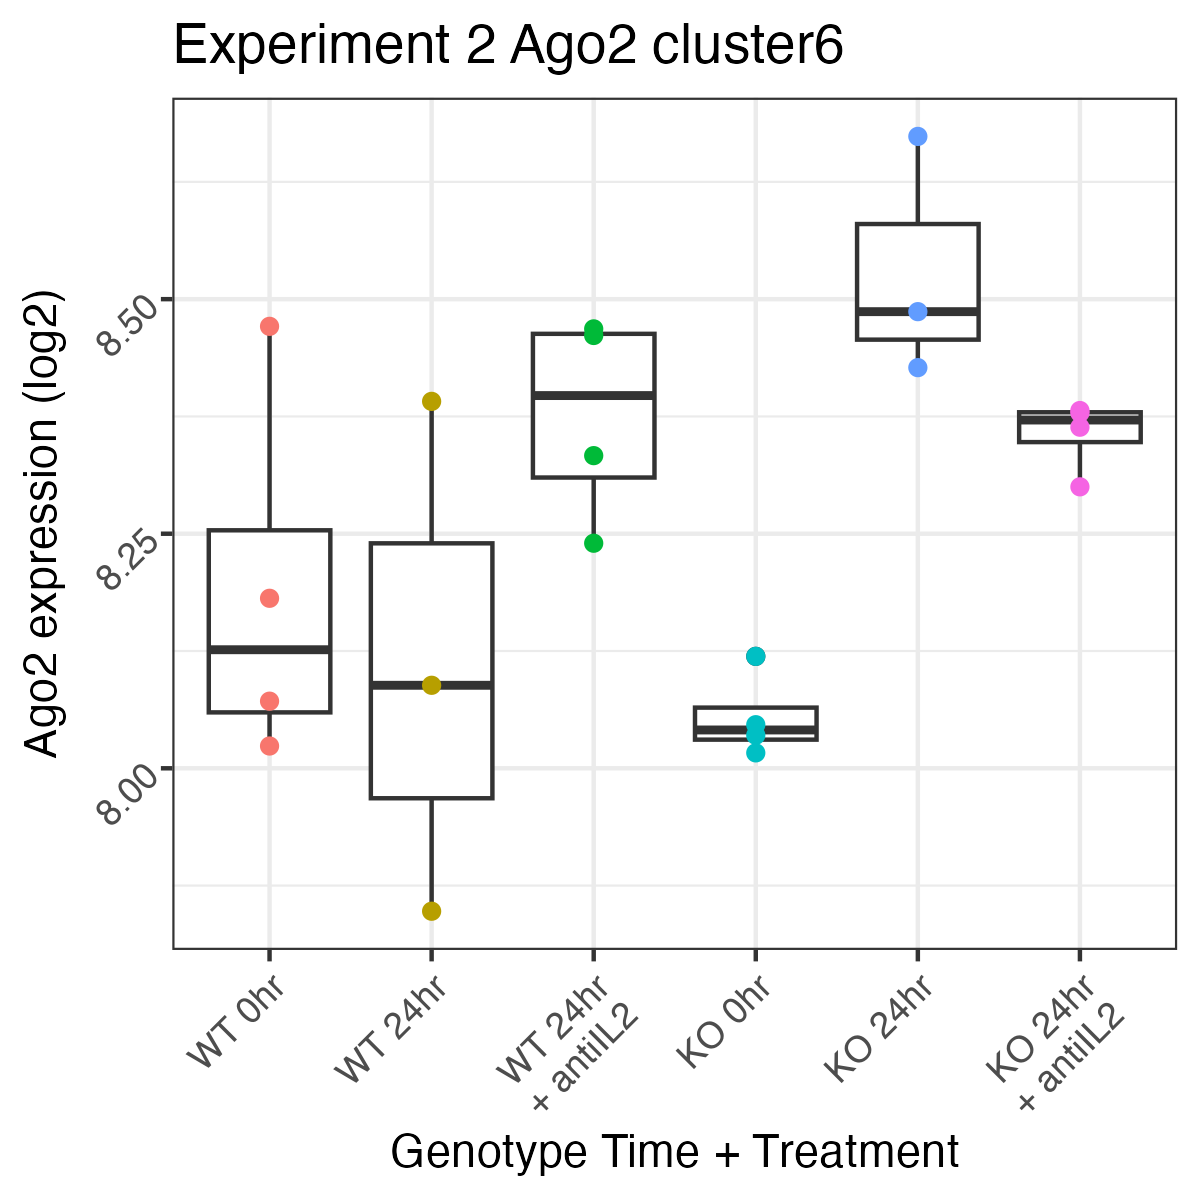 Experiment 2 Ago2 cluster6
Ago2 expression (log2)
8.50
8.25
8.00
WT 0hr
WT 24hr
WT 24hr
+ antiIL2
KO 0hr
KO 24hr
KO 24hr
+ antiIL2
Genotype Time + Treatment